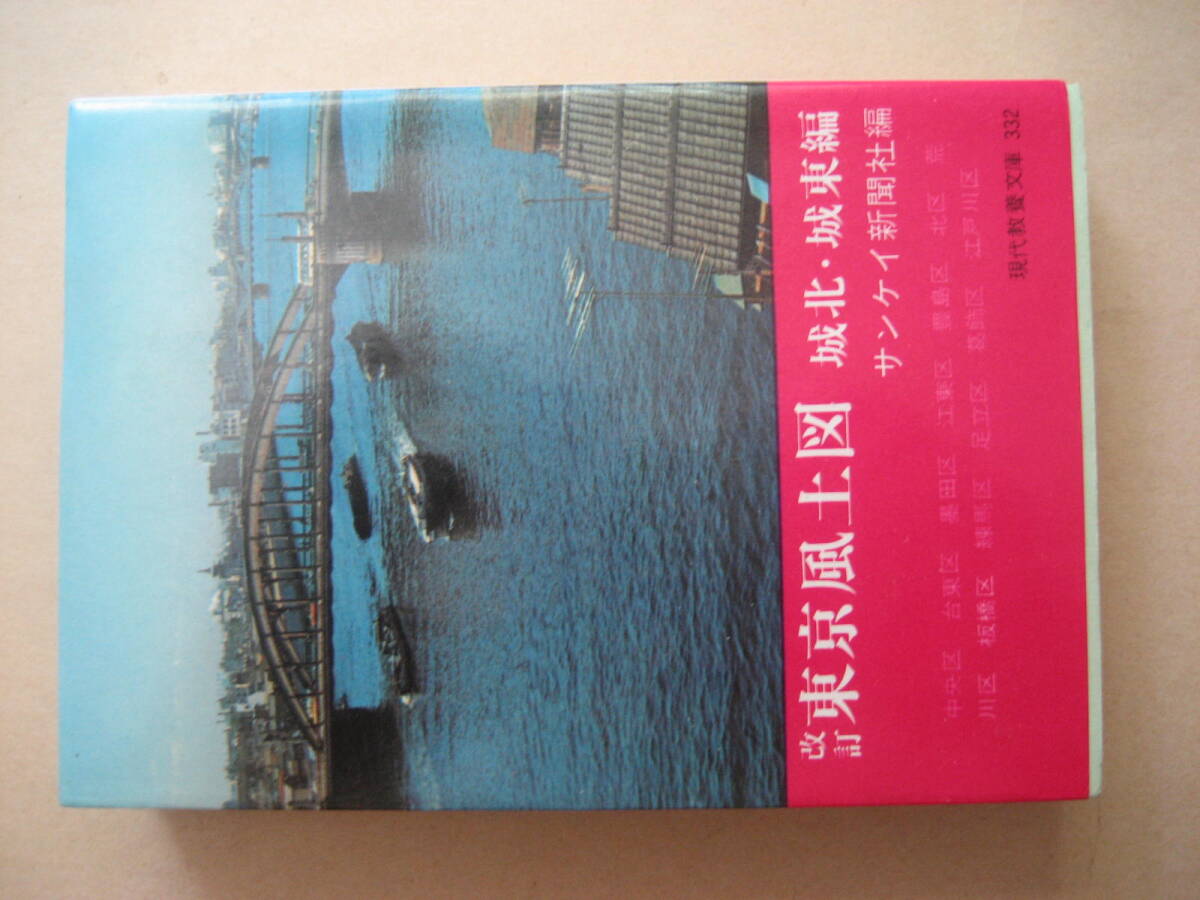 改訂 東京風土図 城北・城東編
サンケイ新聞社編
中央区 台東区 墨田区 江東区 豊島区 北区 荒
川区 板橋区 練馬区 足立区 葛飾区 江戸川区
現代教養文庫 332